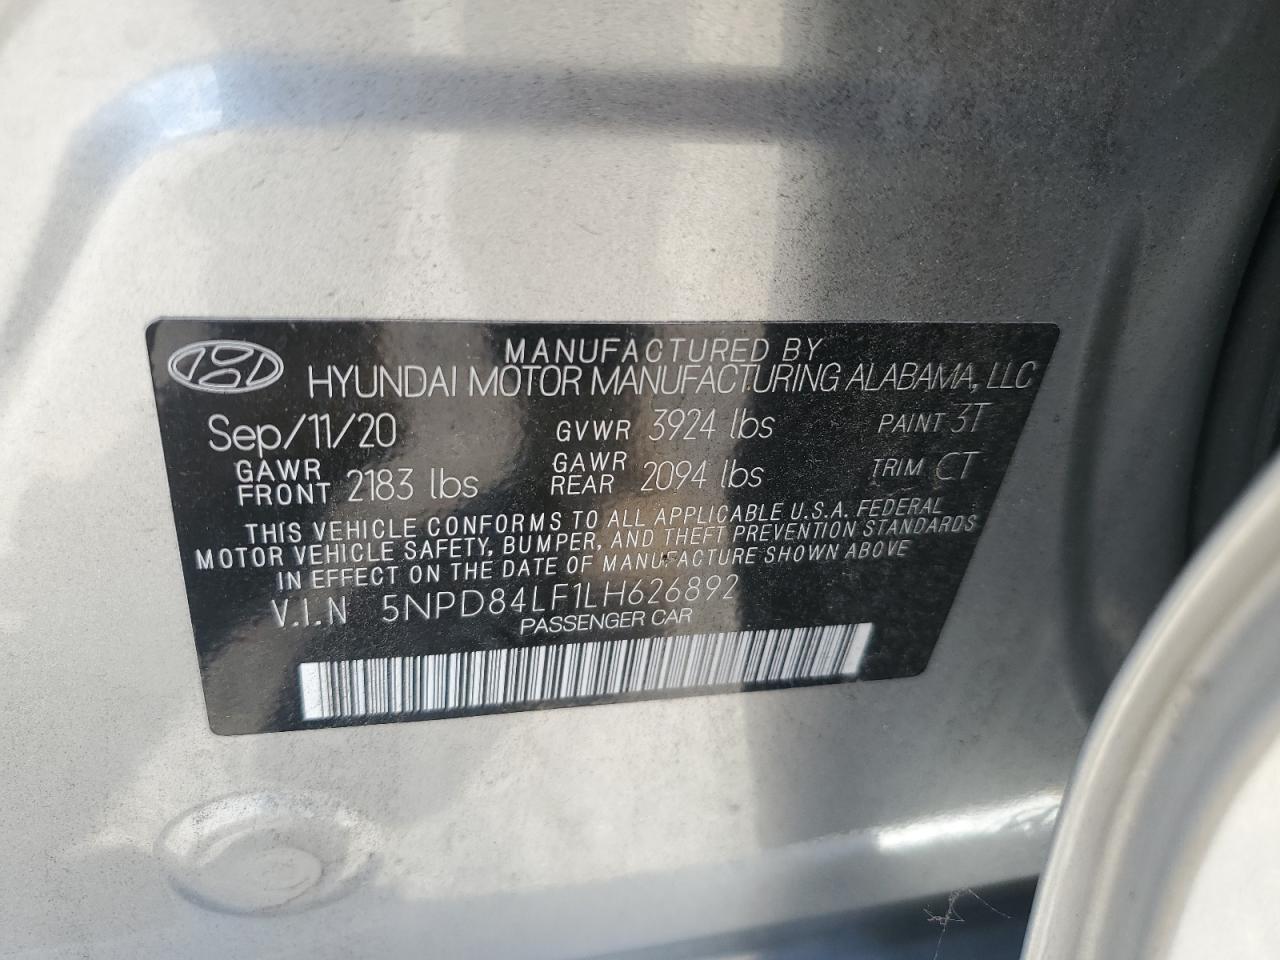 MANUFACTURED BY
HYUNDAI MOTOR MANUFACTURING ALABAMA, LLC
Sep/11/20 GVWR 3924 lbs PAINT 3T
GAWR FRONT 2183 lbs GAWR REAR 2094 lbs TRIM CT
THIS VEHICLE CONFORMS TO ALL APPLICABLE U.S.A. FEDERAL
MOTOR VEHICLE SAFETY, BUMPER, AND THEFT PREVENTION STANDARDS
IN EFFECT ON THE DATE OF MANUFACTURE SHOWN ABOVE
V.I.N 5NPD84LF1LH626892
PASSENGER CAR